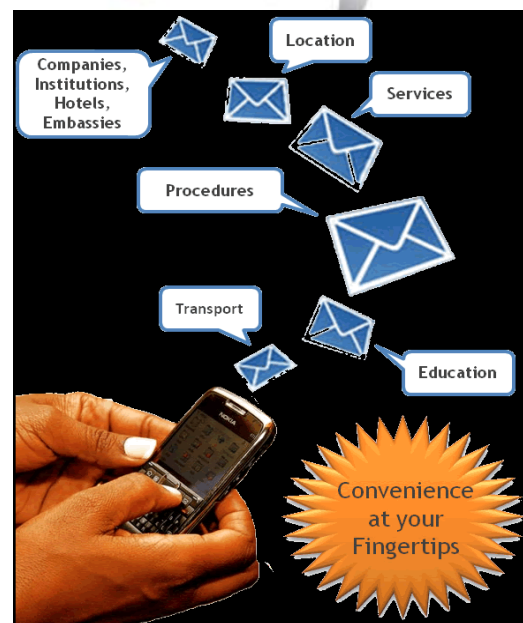 Companies,
Institutions,
Hotels,
Embassies
Location
Services
Procedures
Transport
Education
NOKIA
Convenience
at your
Fingertips